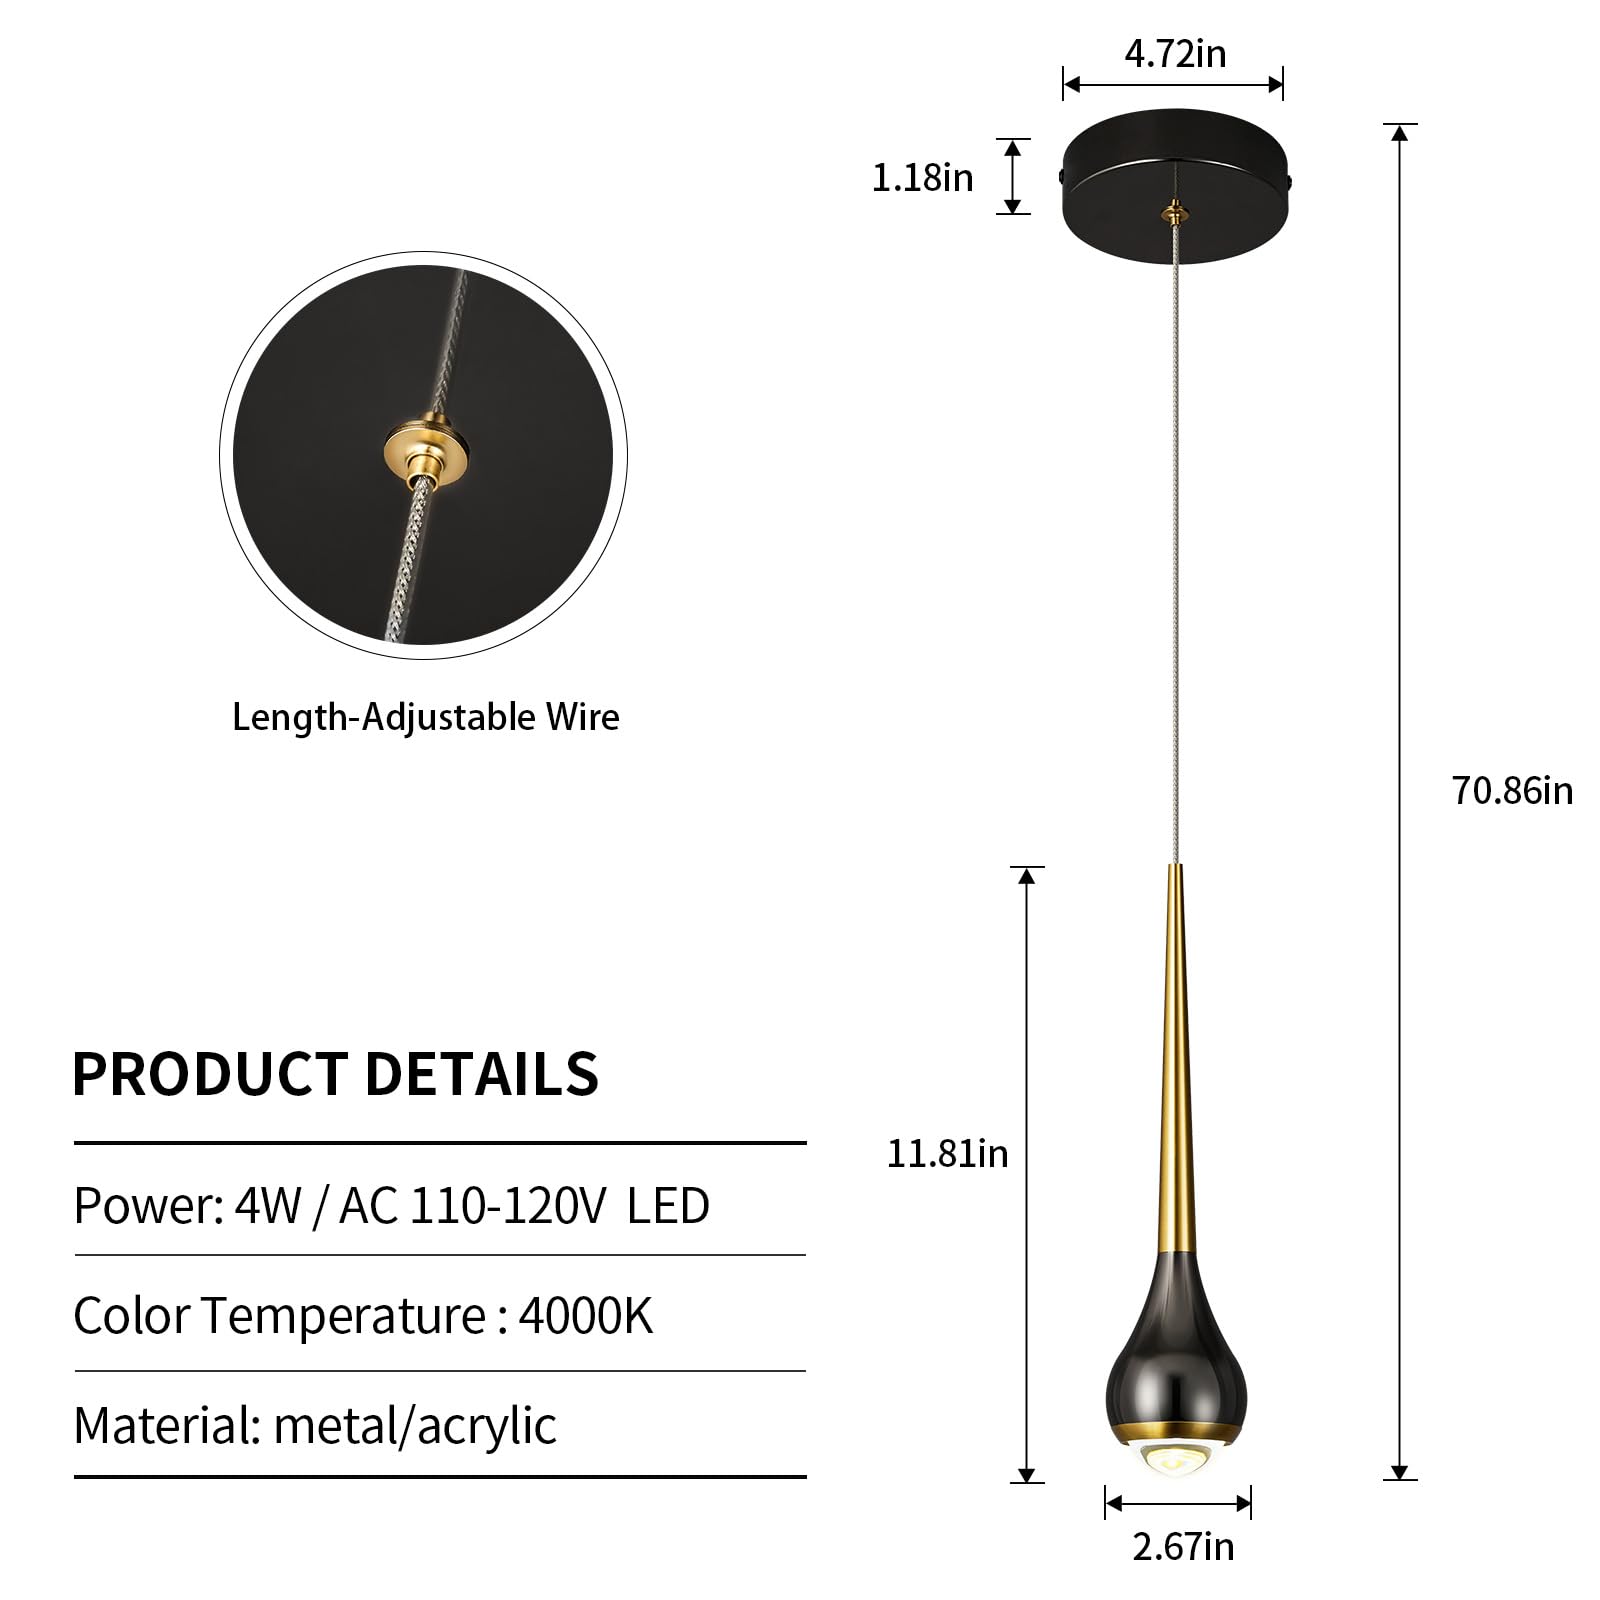 4.72in
1.18in
Length-Adjustable Wire
70.86in
PRODUCT DETAILS
11.81in
Power: 4W / AC 110-120V LED
Color Temperature : 4000K
Material: metal/acrylic
2.67in